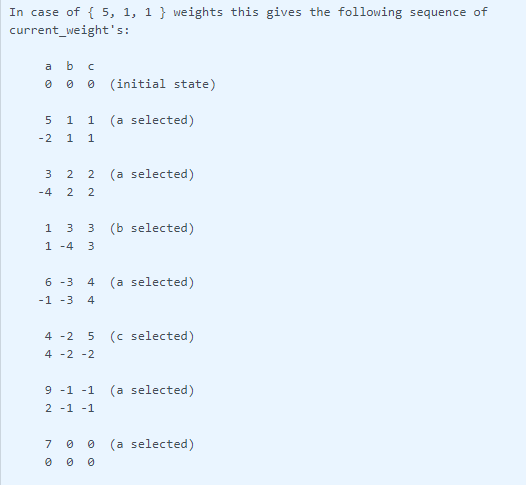 In case of { 5, 1, 1 } weights this gives the following sequence of
current_weight's:
a b c
0 0 0 (initial state)
5 1 1 (a selected)
-2 1 1
3 2 2 (a selected)
-4 2 2
1 3 3 (b selected)
1 -4 3
6 -3 4 (a selected)
-1 -3 4
4 -2 5 (c selected)
4 -2 -2
9 -1 -1 (a selected)
2 -1 -1
7 0 0 (a selected)
0 0 0